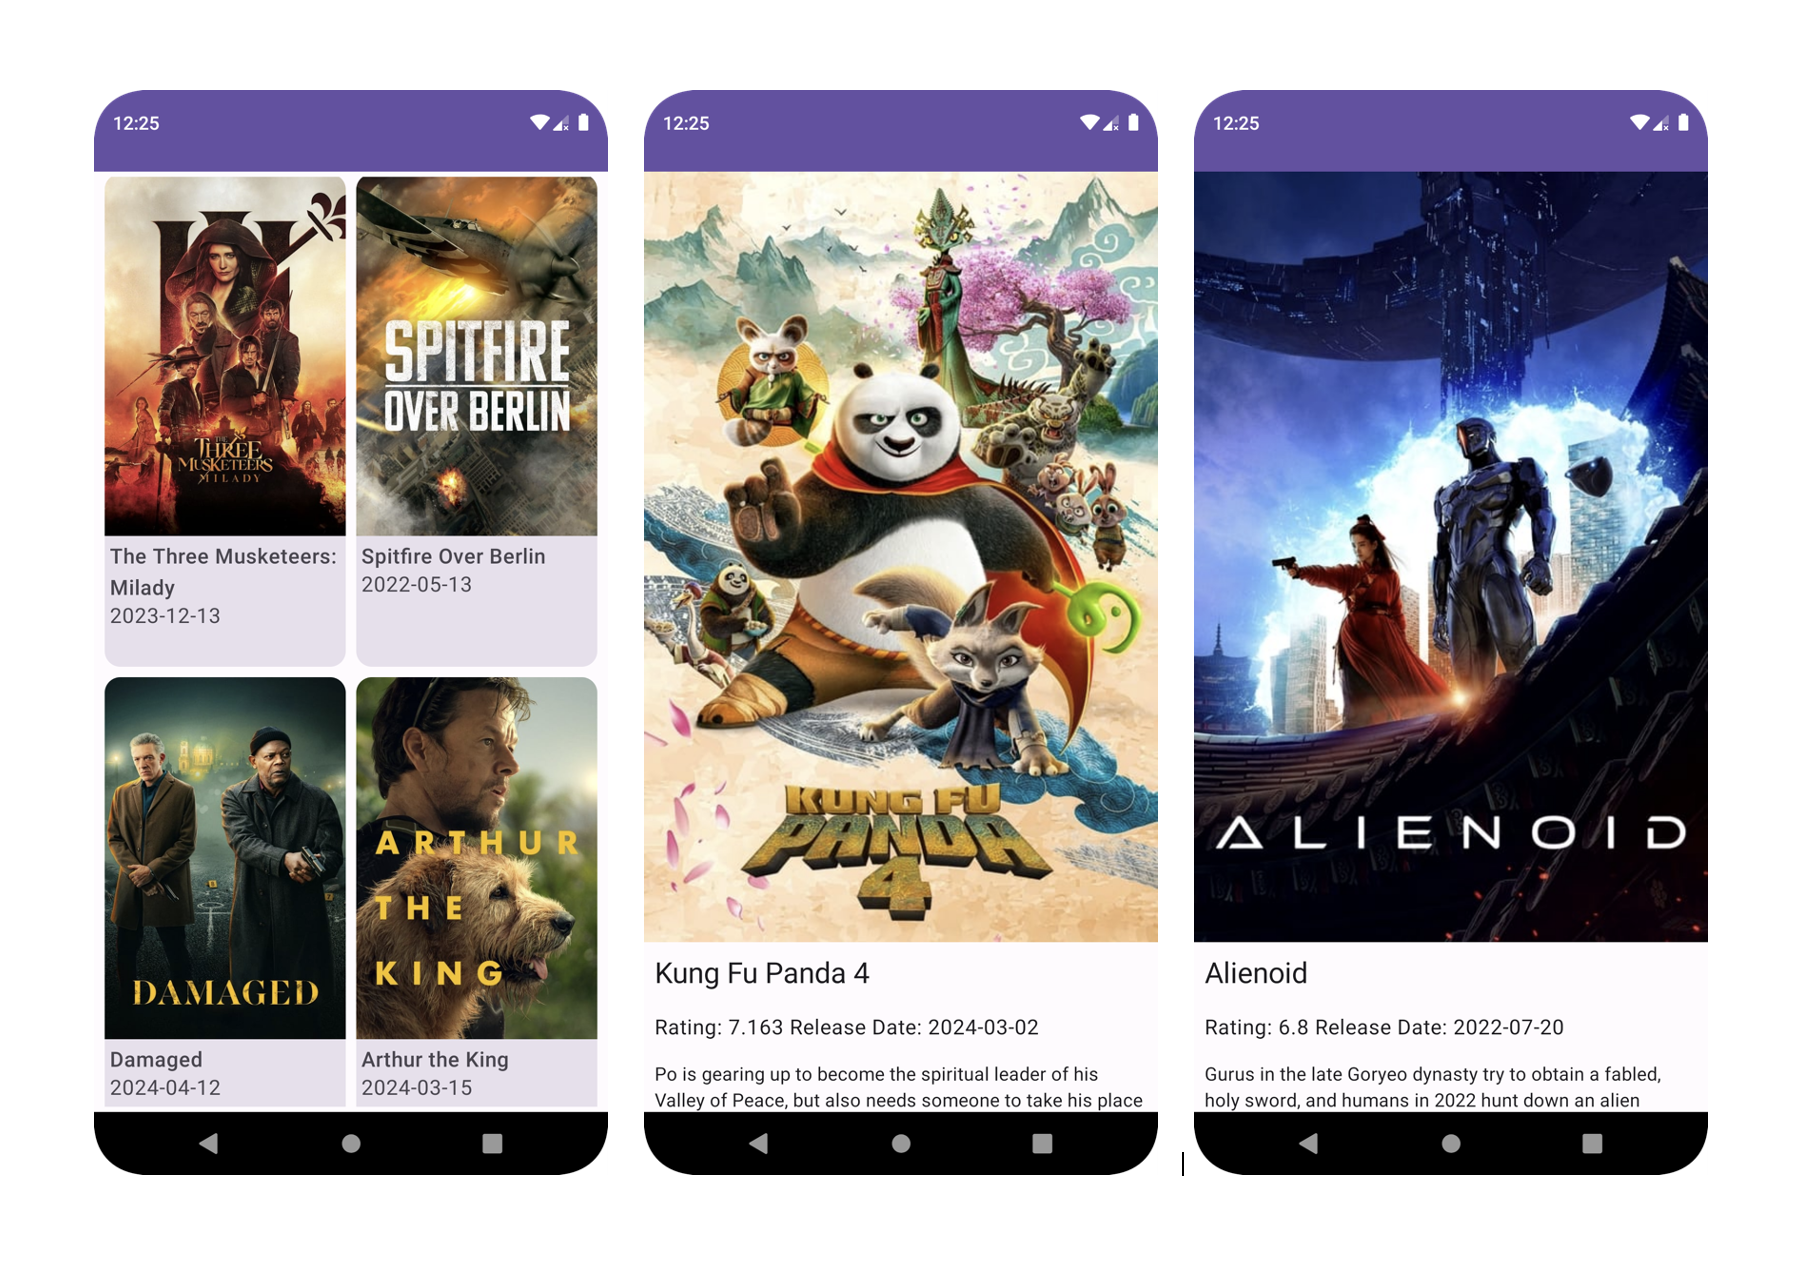 12:25
THE
THREE
MUSKETEERS
MILADY
SPITFIRE
OVER BERLIN
The Three Musketeers:
Milady
2023-12-13
Spitfire Over Berlin
2022-05-13
DAMAGED
ARTHUR
THE
KING
Damaged
2024-04-12
Arthur the King
2024-03-15
12:25
KUNG FU
PANDA
4
Kung Fu Panda 4
Rating: 7.163 Release Date: 2024-03-02
Po is gearing up to become the spiritual leader of his
Valley of Peace, but also needs someone to take his place
12:25
ALIENOID
Alienoid
Rating: 6.8 Release Date: 2022-07-20
Gurus in the late Goryeo dynasty try to obtain a fabled,
holy sword, and humans in 2022 hunt down an alien